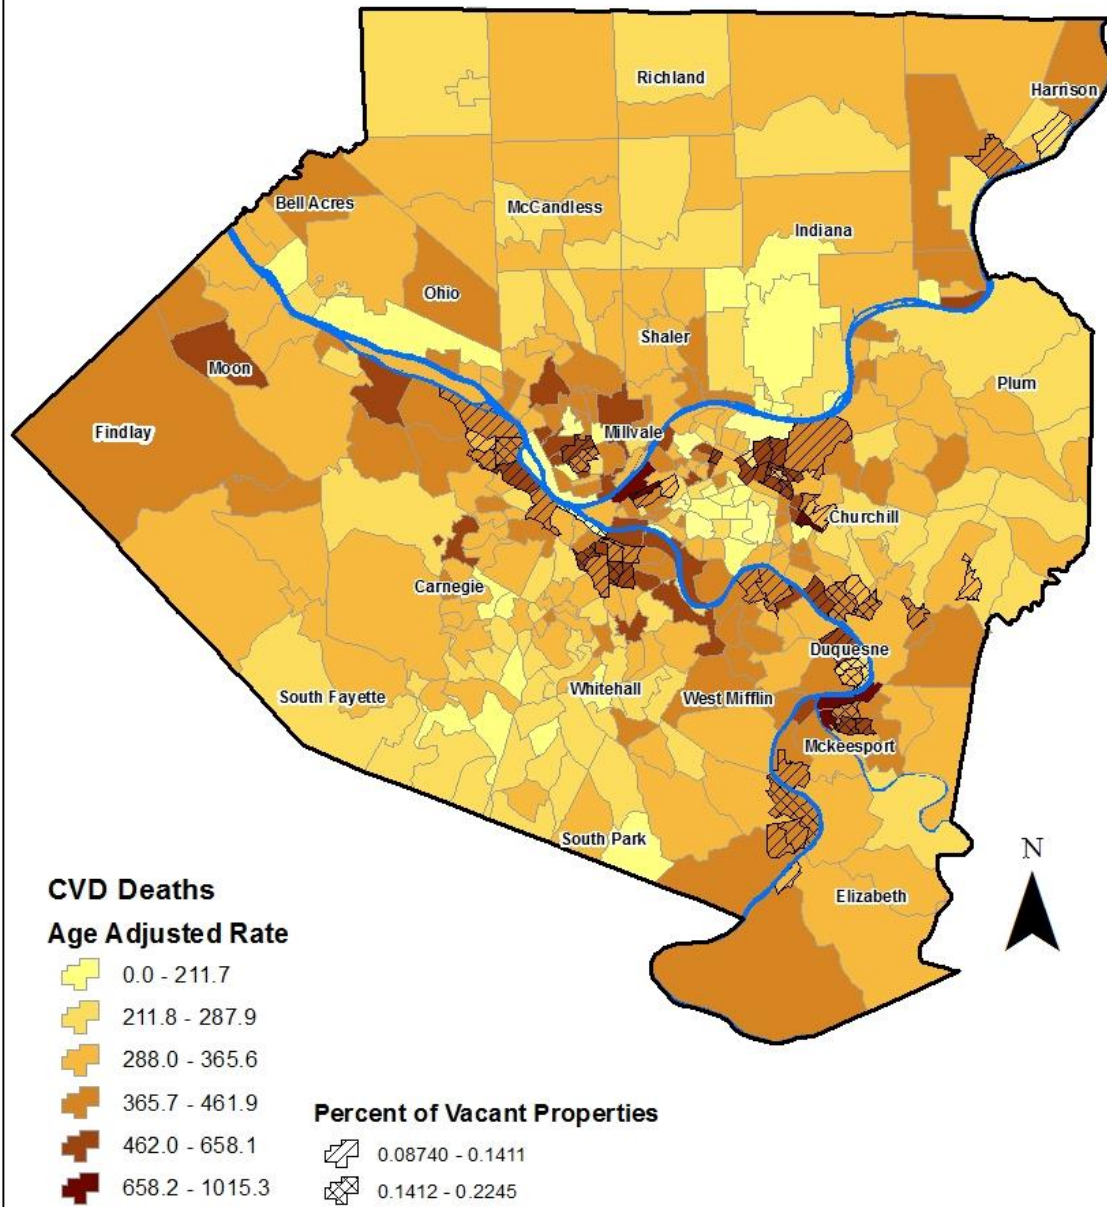 Richland
Harrison
Bell Acres
McCandless
Indiana
Ohio
Shaler
Moon
Plum
Findlay
Millvale
Churchill
Carnegie
Duquesne
South Fayette
Whitehall
West Mifflin
Mckeesport
South Park
N
Elizabeth
CVD Deaths
Age Adjusted Rate
0.0 - 211.7
211.8 - 287.9
288.0 - 365.6
365.7 - 461.9
462.0 - 658.1
658.2 - 1015.3
Percent of Vacant Properties
0.08740 - 0.1411
0.1412 - 0.2245